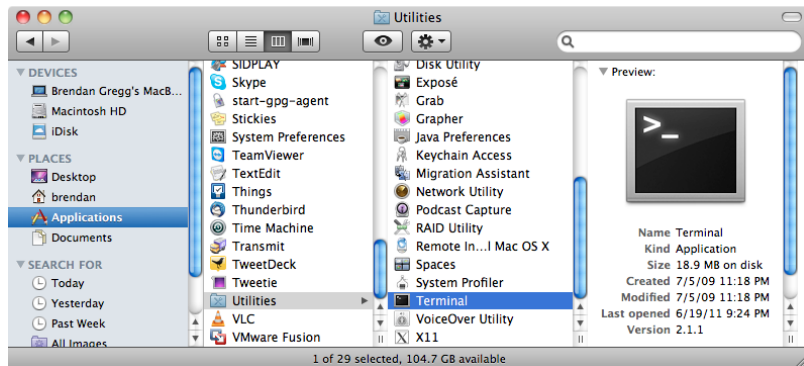 Utilities
DEVICES
Brendan Gregg's MacB...
Macintosh HD
iDisk
PLACES
Desktop
brendan
Applications
Documents
SEARCH FOR
Today
Yesterday
Past Week
All Images
SIDPLAY
Skype
start-gpg-agent
Stickies
System Preferences
TeamViewer
TextEdit
Things
Thunderbird
Time Machine
Transmit
TweetDeck
Tweetie
Utilities
VLC
VMware Fusion
Disk Utility
Exposé
Grab
Grapher
Java Preferences
Keychain Access
Migration Assistant
Network Utility
Podcast Capture
RAID Utility
Remote In...l Mac OS X
Spaces
System Profiler
Terminal
VoiceOver Utility
X11
Preview:
>_
Name Terminal
Kind Application
Size 18.9 MB on disk
Created 7/5/09 11:18 PM
Modified 7/5/09 11:18 PM
Last opened 6/19/11 9:24 PM
Version 2.1.1
1 of 29 selected, 104.7 GB available